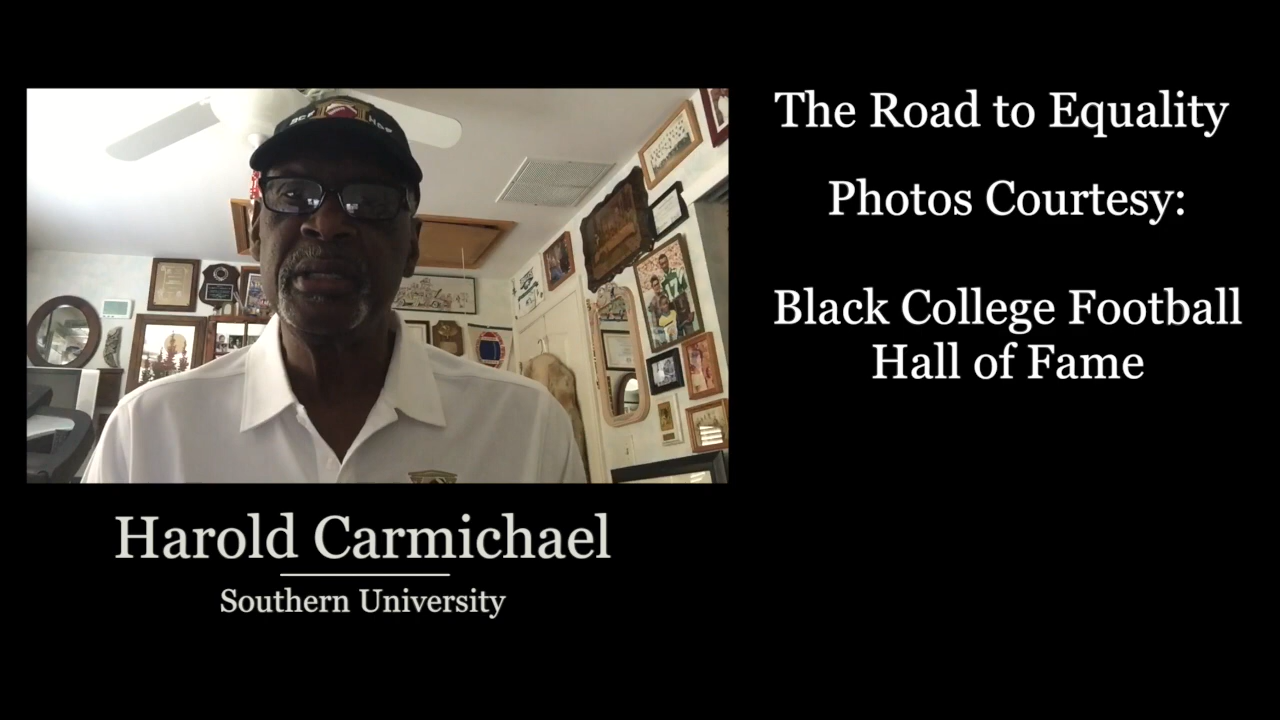 The Road to Equality
Photos Courtesy:
Black College Football
Hall of Fame
Harold Carmichael
Southern University